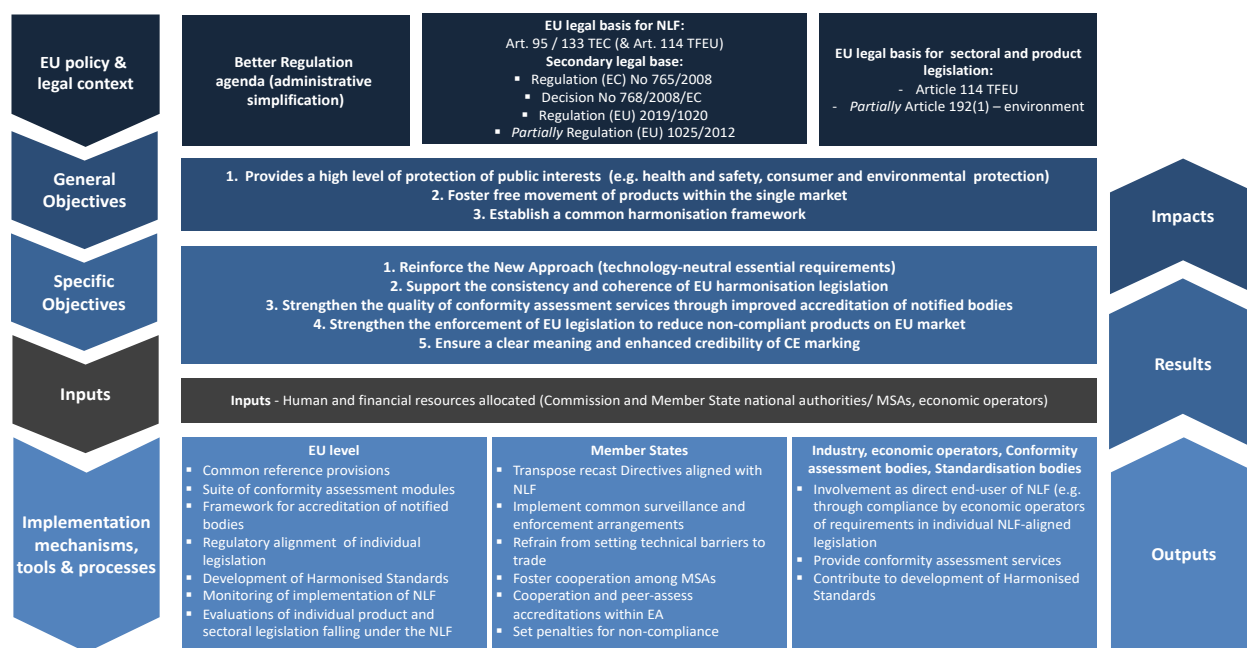 EU policy &
legal context
Better Regulation
agenda (administrative
simplification)
EU legal basis for NLF:
Art. 95 / 133 TEC (& Art. 114 TFEU)
Secondary legal base:
▪ Regulation (EC) No 765/2008
▪ Decision No 768/2008/EC
▪ Regulation (EU) 2019/1020
▪ Partially Regulation (EU) 1025/2012
EU legal basis for sectoral and product
legislation:
- Article 114 TFEU
- Partially Article 192(1) – environment
General
Objectives
1. Provides a high level of protection of public interests (e.g. health and safety, consumer and environmental protection)
2. Foster free movement of products within the single market
3. Establish a common harmonisation framework
Impacts
Specific
Objectives
1. Reinforce the New Approach (technology-neutral essential requirements)
2. Support the consistency and coherence of EU harmonisation legislation
3. Strengthen the quality of conformity assessment services through improved accreditation of notified bodies
4. Strengthen the enforcement of EU legislation to reduce non-compliant products on EU market
5. Ensure a clear meaning and enhanced credibility of CE marking
Results
Inputs
Inputs - Human and financial resources allocated (Commission and Member State national authorities/ MSAs, economic operators)
Implementation
mechanisms,
tools & processes
EU level
▪ Common reference provisions
▪ Suite of conformity assessment modules
▪ Framework for accreditation of notified
bodies
▪ Regulatory alignment of individual
legislation
▪ Development of Harmonised Standards
▪ Monitoring of implementation of NLF
▪ Evaluations of individual product and
sectoral legislation falling under the NLF
Member States
▪ Transpose recast Directives aligned with
NLF
▪ Implement common surveillance and
enforcement arrangements
▪ Refrain from setting technical barriers to
trade
▪ Foster cooperation among MSAs
▪ Cooperation and peer-assess
accreditations within EA
▪ Set penalties for non-compliance
Industry, economic operators, Conformity
assessment bodies, Standardisation bodies
▪ Involvement as direct end-user of NLF (e.g.
through compliance by economic operators
of requirements in individual NLF-aligned
legislation
▪ Provide conformity assessment services
▪ Contribute to development of Harmonised
Standards
Outputs